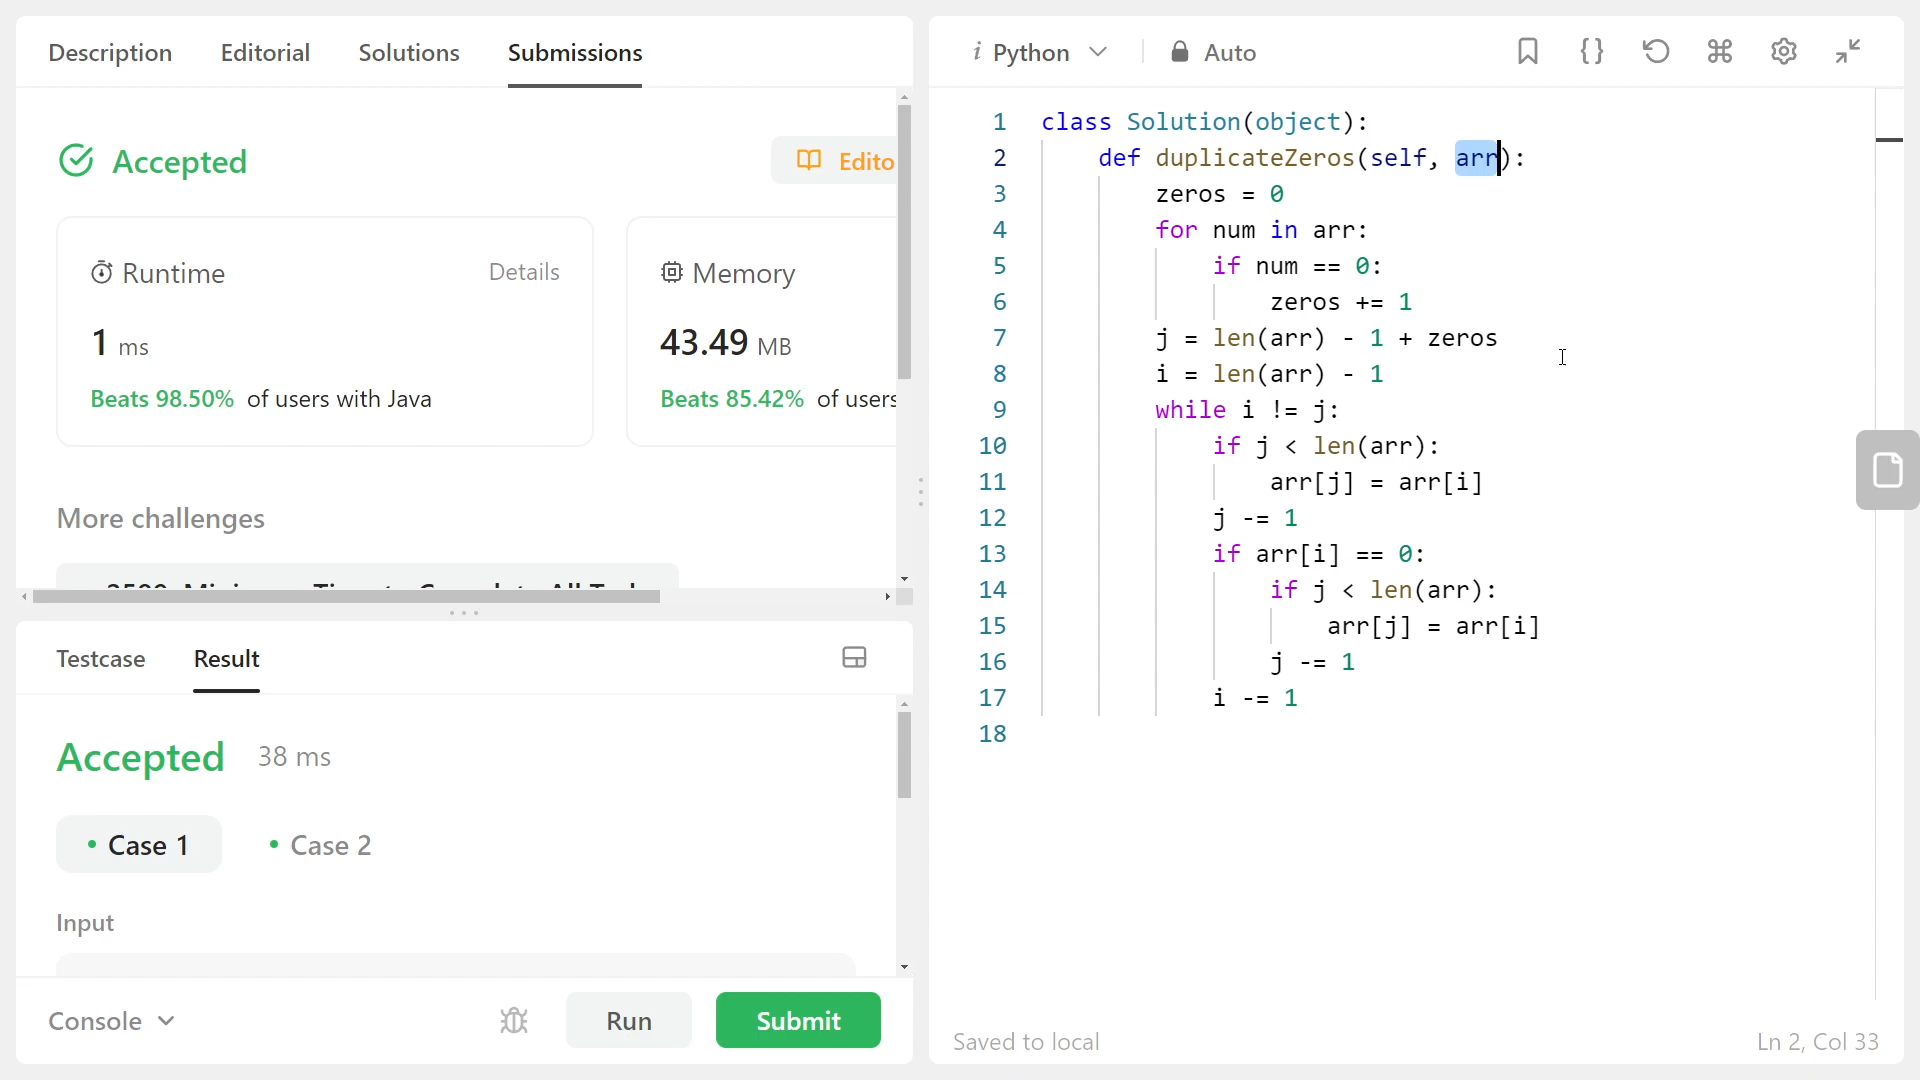 Description Editorial Solutions Submissions
Accepted
Edito
Runtime Details
1 ms
Beats 98.50% of users with Java
Memory
43.49 MB
Beats 85.42% of users
More challenges
Testcase Result
Accepted 38 ms
Case 1 Case 2
Input
Console Run Submit
i Python Auto
1 class Solution(object):
2 def duplicateZeros(self, arr):
3 zeros = 0
4 for num in arr:
5 if num == 0:
6 zeros += 1
7 j = len(arr) - 1 + zeros
8 i = len(arr) - 1
9 while i != j:
10 if j < len(arr):
11 arr[j] = arr[i]
12 j -= 1
13 if arr[i] == 0:
14 if j < len(arr):
15 arr[j] = arr[i]
16 j -= 1
17 i -= 1
18
Saved to local Ln 2, Col 33